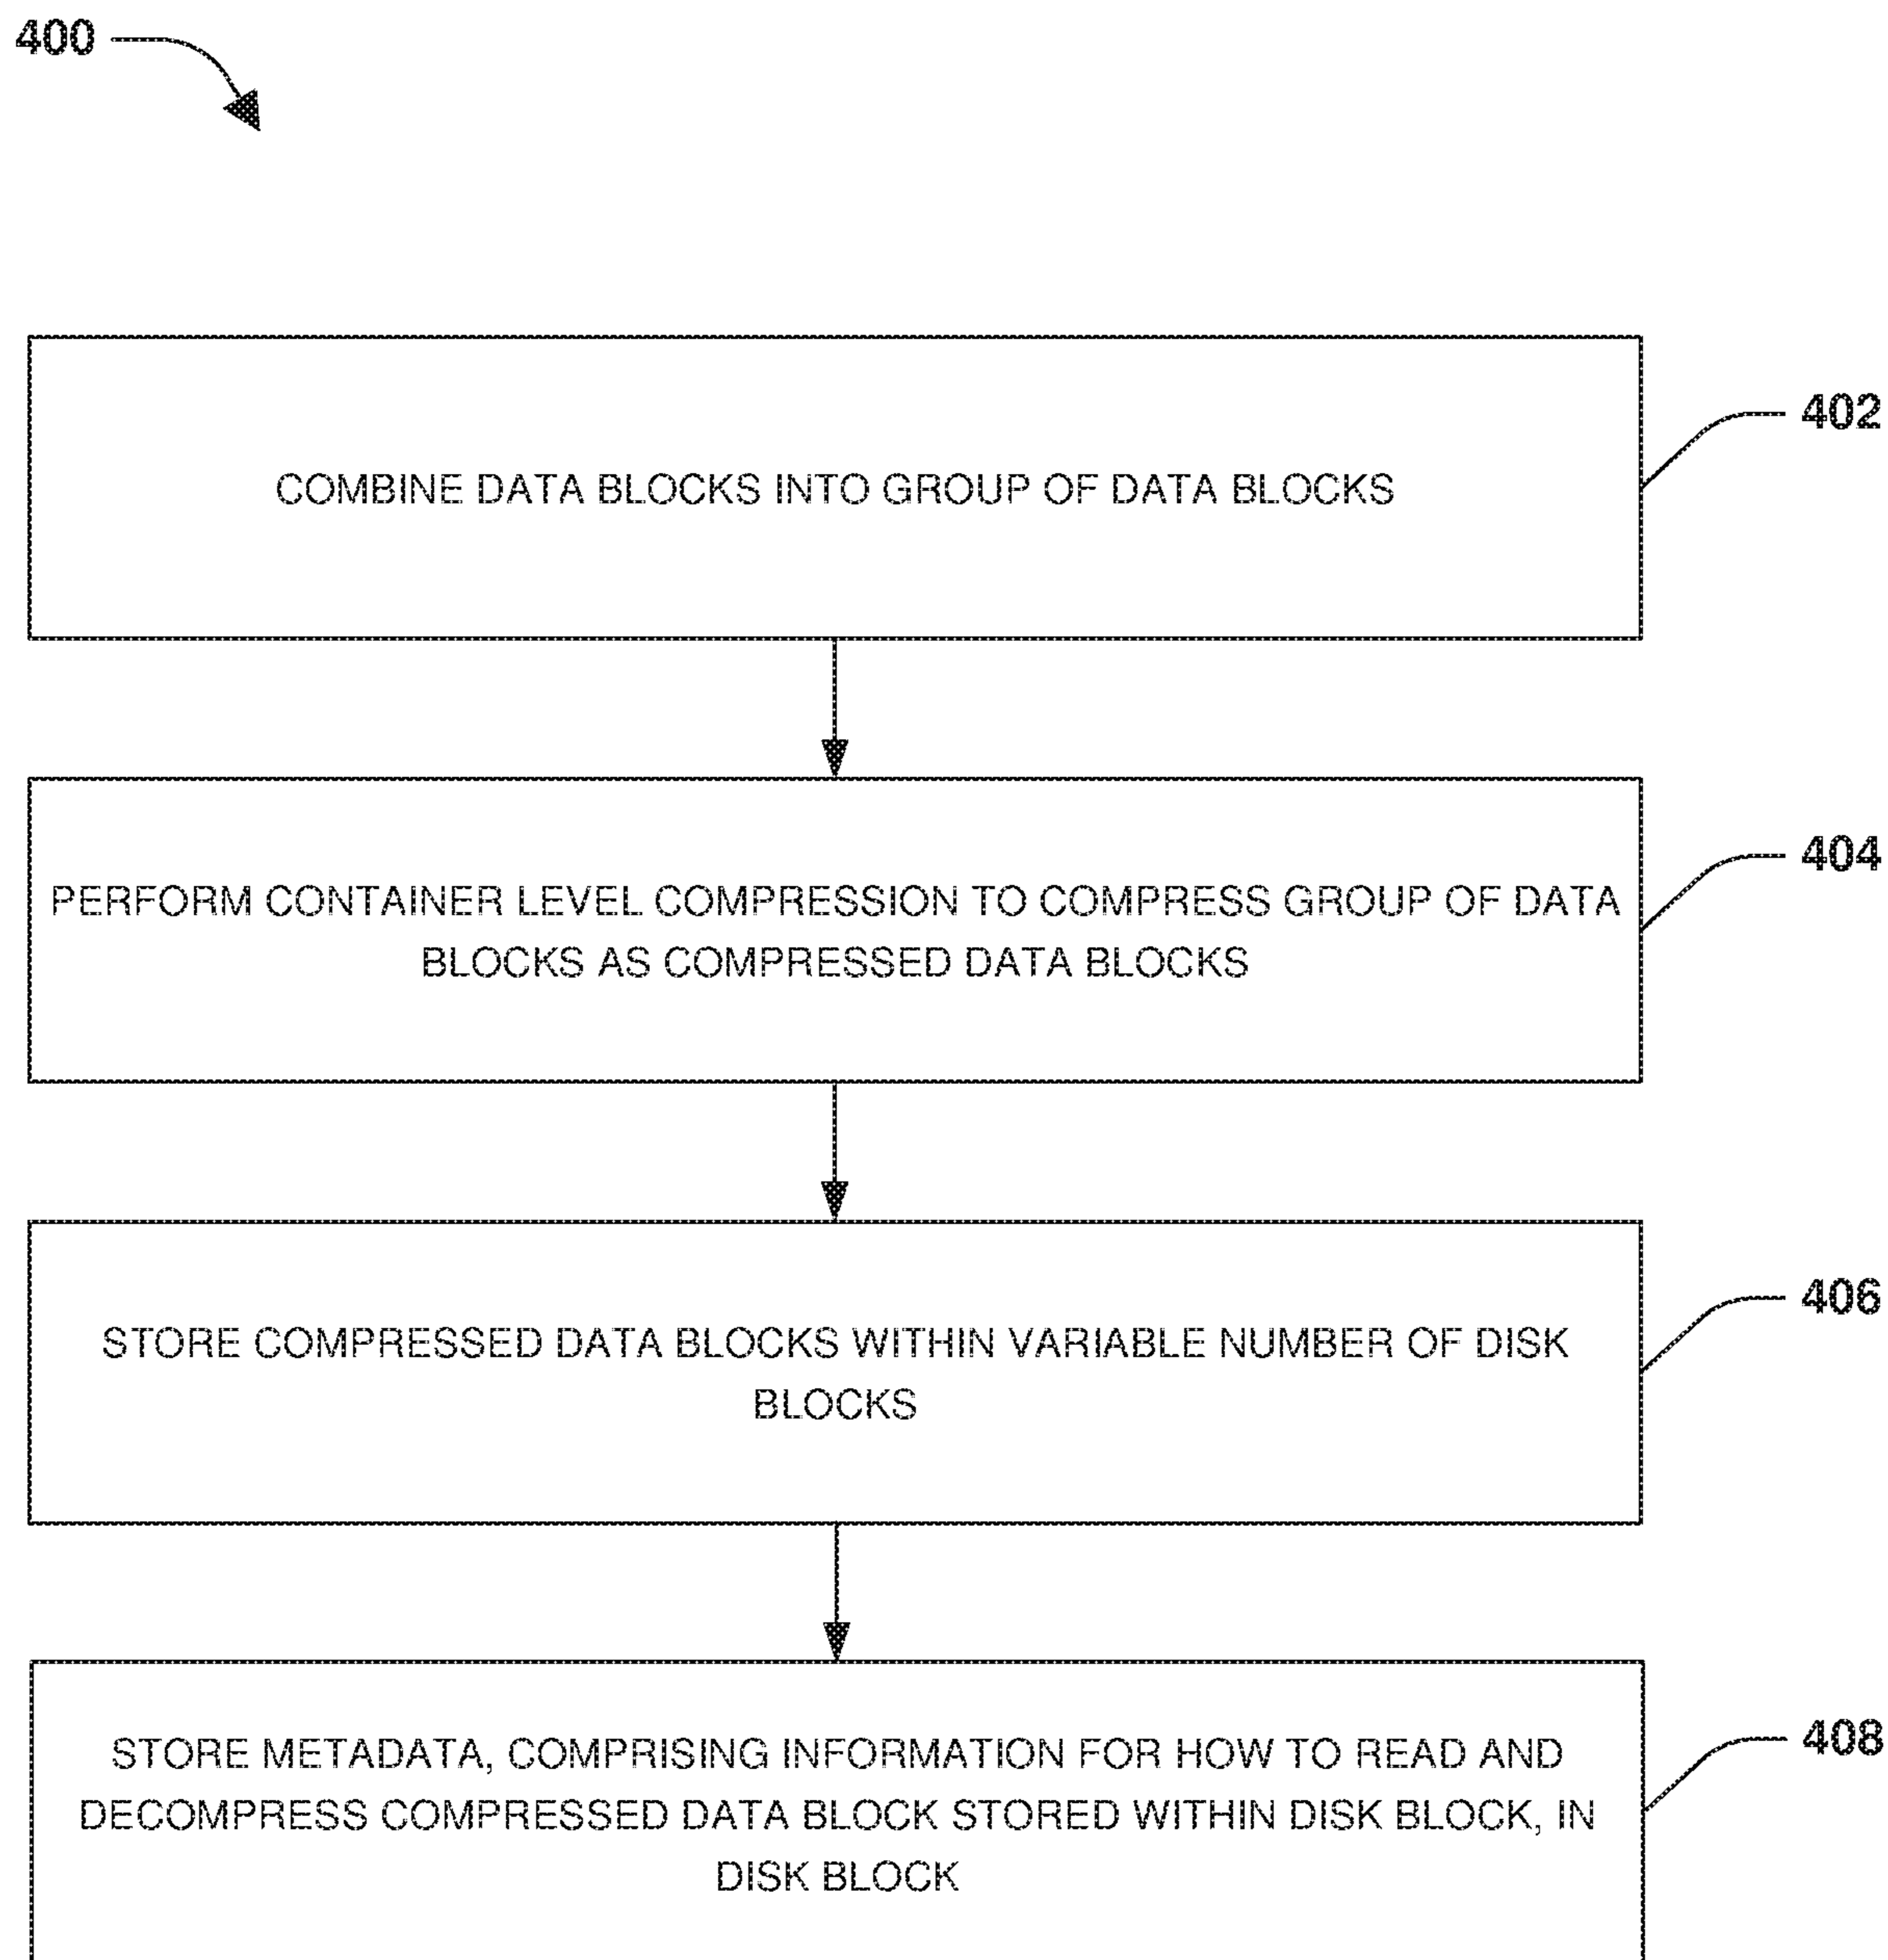 400
COMBINE DATA BLOCKS INTO GROUP OF DATA BLOCKS
402
PERFORM CONTAINER LEVEL COMPRESSION TO COMPRESS GROUP OF DATA
BLOCKS AS COMPRESSED DATA BLOCKS
404
STORE COMPRESSED DATA BLOCKS WITHIN VARIABLE NUMBER OF DISK
BLOCKS
406
STORE METADATA, COMPRISING INFORMATION FOR HOW TO READ AND
DECOMPRESS COMPRESSED DATA BLOCK STORED WITHIN DISK BLOCK, IN
DISK BLOCK
408